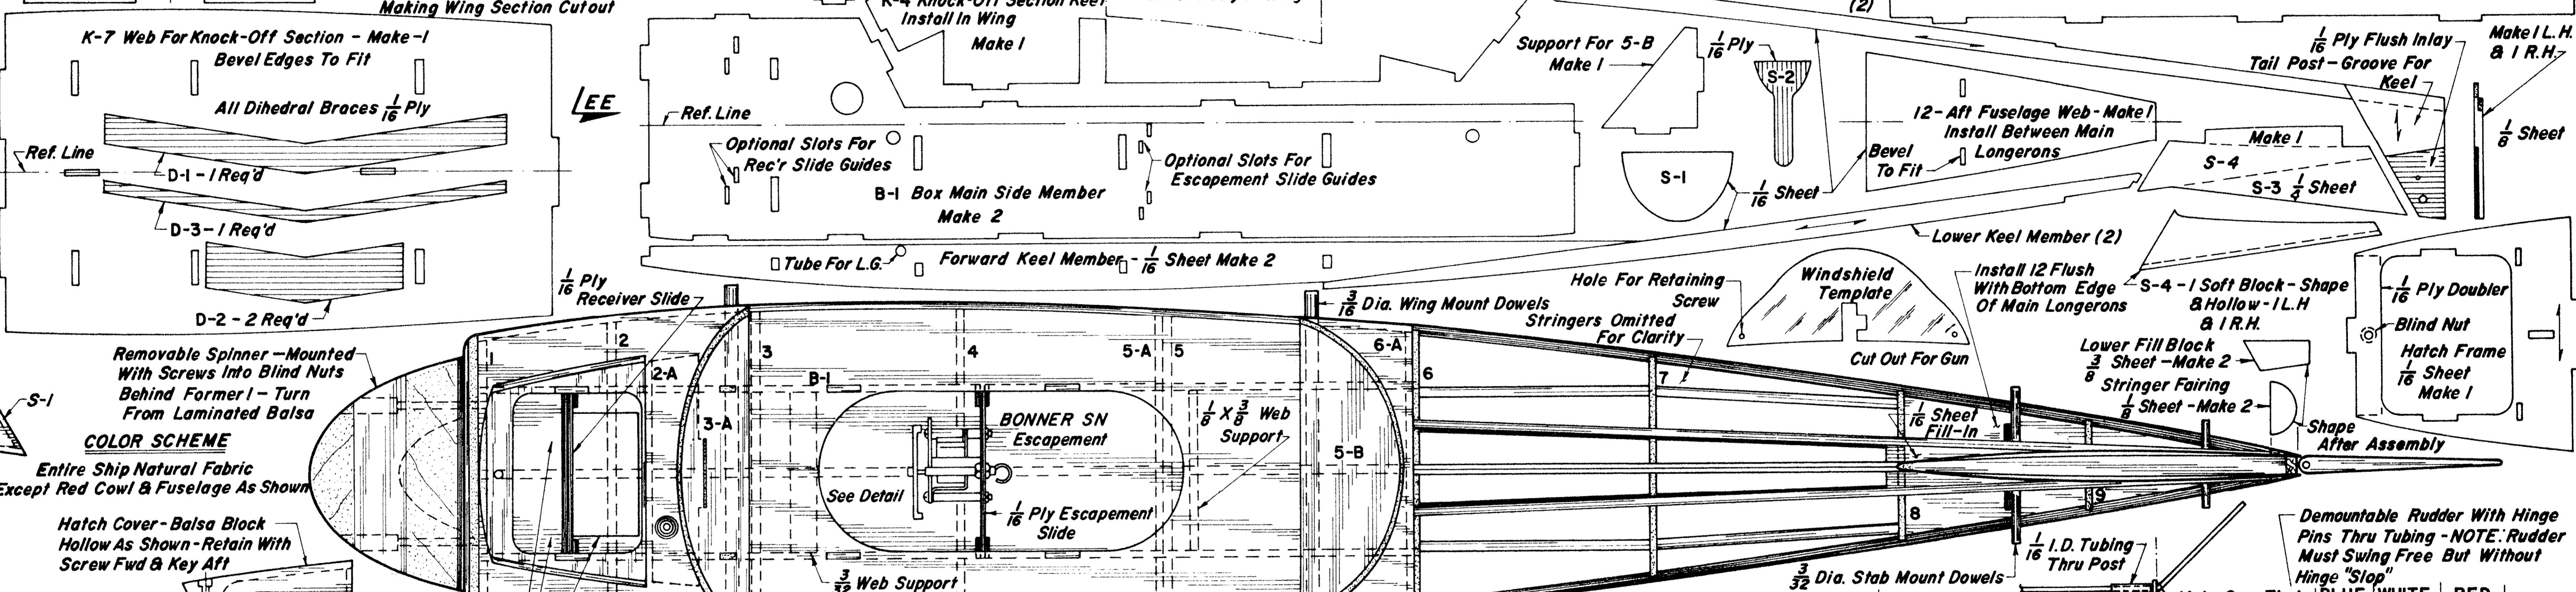 Making Wing Section Cutout
K-7 Web For Knock-Off Section - Make-1
Bevel Edges To Fit
All Dihedral Braces 1/16 Ply
Ref. Line
D-1 - 1 Req'd
D-3 - 1 Req'd
D-2 - 2 Req'd
LEE
K-4 Knock-Off Section Keel
Install In Wing
Make 1
Ref. Line
Optional Slots For
Rec'r Slide Guides
Optional Slots For
Escapement Slide Guides
B-1 Box Main Side Member
Make 2
Tube For L.G.
Forward Keel Member - 1/16 Sheet Make 2
(2)
Support For 5-B
Make 1
1/16 Ply
S-2
S-1
1/16 Sheet
12 - Aft Fuselage Web - Make 1
Install Between Main
Longerons
Bevel
To Fit
Lower Keel Member (2)
1/16 Ply Flush Inlay
Tail Post - Groove For
Keel
Make 1 L.H.
& 1 R.H.
1/8 Sheet
Make 1
S-4
S-3 1/4 Sheet
S-4 - 1 Soft Block - Shape
& Hollow - 1 L.H
& 1 R.H.
Install 12 Flush
With Bottom Edge
Of Main Longerons
Windshield
Template
Cut Out For Gun
Hole For Retaining
Screw
3/16 Dia. Wing Mount Dowels
Stringers Omitted
For Clarity
1/16 Ply
Receiver Slide
Removable Spinner - Mounted
With Screws Into Blind Nuts
Behind Former 1 - Turn
From Laminated Balsa
S-1
COLOR SCHEME
Entire Ship Natural Fabric
Except Red Cowl & Fuselage As Shown
Hatch Cover - Balsa Block
Hollow As Shown - Retain With
Screw Fwd & Key Aft
1
2
2-A
3
3-A
B-1
4
5-A
5
6-A
6
7
5-B
8
9
BONNER SN
Escapement
See Detail
1/16 Ply Escapement
Slide
1/8 X 3/8 Web
Support
3/32 Web Support
1/16 Sheet
Fill-In
Lower Fill Block
3/8 Sheet - Make 2
Stringer Fairing
1/8 Sheet - Make 2
Shape
After Assembly
1/16 Ply Doubler
Blind Nut
Hatch Frame
1/16 Sheet
Make 1
3/32 Dia. Stab Mount Dowels
1/16 I.D. Tubing
Thru Post
Demountable Rudder With Hinge
Pins Thru Tubing - NOTE: Rudder
Must Swing Free But Without
Hinge "Slop"
BLUE WHITE RED